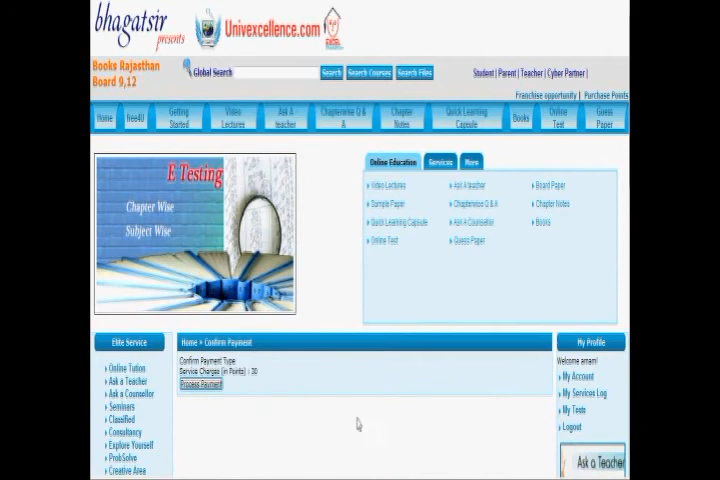 bhagatsir
presents
Univexcellence.com
Books Rajasthan
Board 9,12
Global Search
Search
Search Courses
Search Files
Student | Parent | Teacher | Cyber Partner |
Franchise opportunity | Purchase Points
Home
free4U
Getting Started
Video Lectures
Ask A teacher
Chapterwise Q & A
Chapter Notes
Quick Learning Capsule
Books
Online Test
Guess Paper
E Testing
Chapter Wise
Subject Wise
Online Education
Services
More
Video Lectures
Ask A teacher
Board Paper
Sample Paper
Chapterwise Q & A
Chapter Notes
Quick Learning Capsule
Ask A Counsellor
Books
Online Test
Guess Paper
Elite Service
Online Tution
Ask a Teacher
Ask a Counsellor
Seminars
Classified
Consultancy
Explore Yourself
ProbSolve
Creative Area
Home » Confirm Payment
Confirm Payment Type
Service Charges [in Points] : 30
Process Payment
My Profile
Welcome amam!
My Account
My Services Log
My Tests
Logout
Ask a Teacher